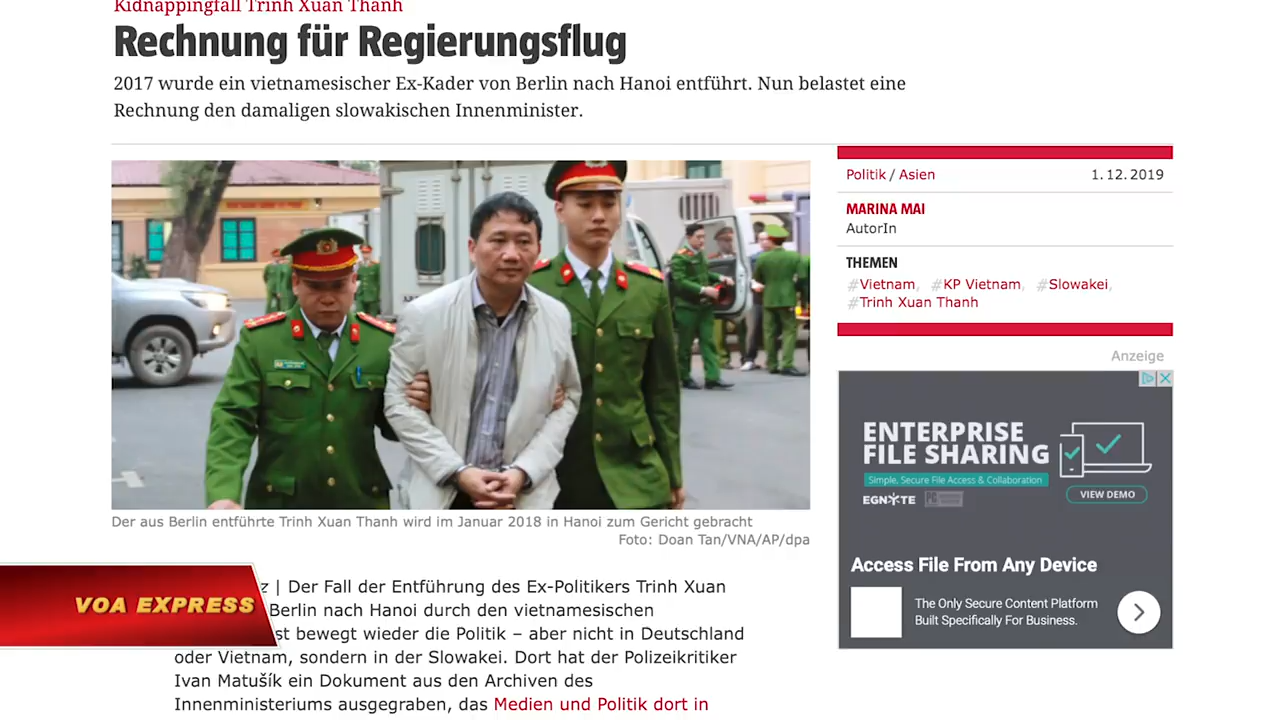 Kidnappingfall Trinh Xuan Thanh
Rechnung für Regierungsflug
2017 wurde ein vietnamesischer Ex-Kader von Berlin nach Hanoi entführt. Nun belastet eine
Rechnung den damaligen slowakischen Innenminister.
Politik / Asien
1.12.2019
MARINA MAI
AutorIn
THEMEN
#Vietnam, #KP Vietnam, #Slowakei,
#Trinh Xuan Thanh
Anzeige
ENTERPRISE
FILE SHARING
Simple, Secure File Access & Collaboration
EGNYTE
PC
VIEW DEMO
Access File From Any Device
The Only Secure Content Platform
Built Specifically For Business.
Der aus Berlin entführte Trinh Xuan Thanh wird im Januar 2018 in Hanoi zum Gericht gebracht
Foto: Doan Tan/VNA/AP/dpa
z | Der Fall der Entführung des Ex-Politikers Trinh Xuan
Berlin nach Hanoi durch den vietnamesischen
st bewegt wieder die Politik – aber nicht in Deutschland
oder Vietnam, sondern in der Slowakei. Dort hat der Polizeikritiker
Ivan Matušík ein Dokument aus den Archiven des
Innenministeriums ausgegraben, das Medien und Politik dort in
VOA EXPRESS